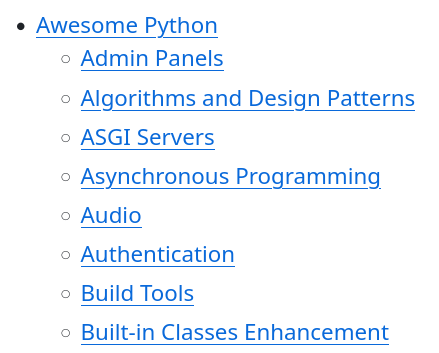 Awesome Python
Admin Panels
Algorithms and Design Patterns
ASGI Servers
Asynchronous Programming
Audio
Authentication
Build Tools
Built-in Classes Enhancement